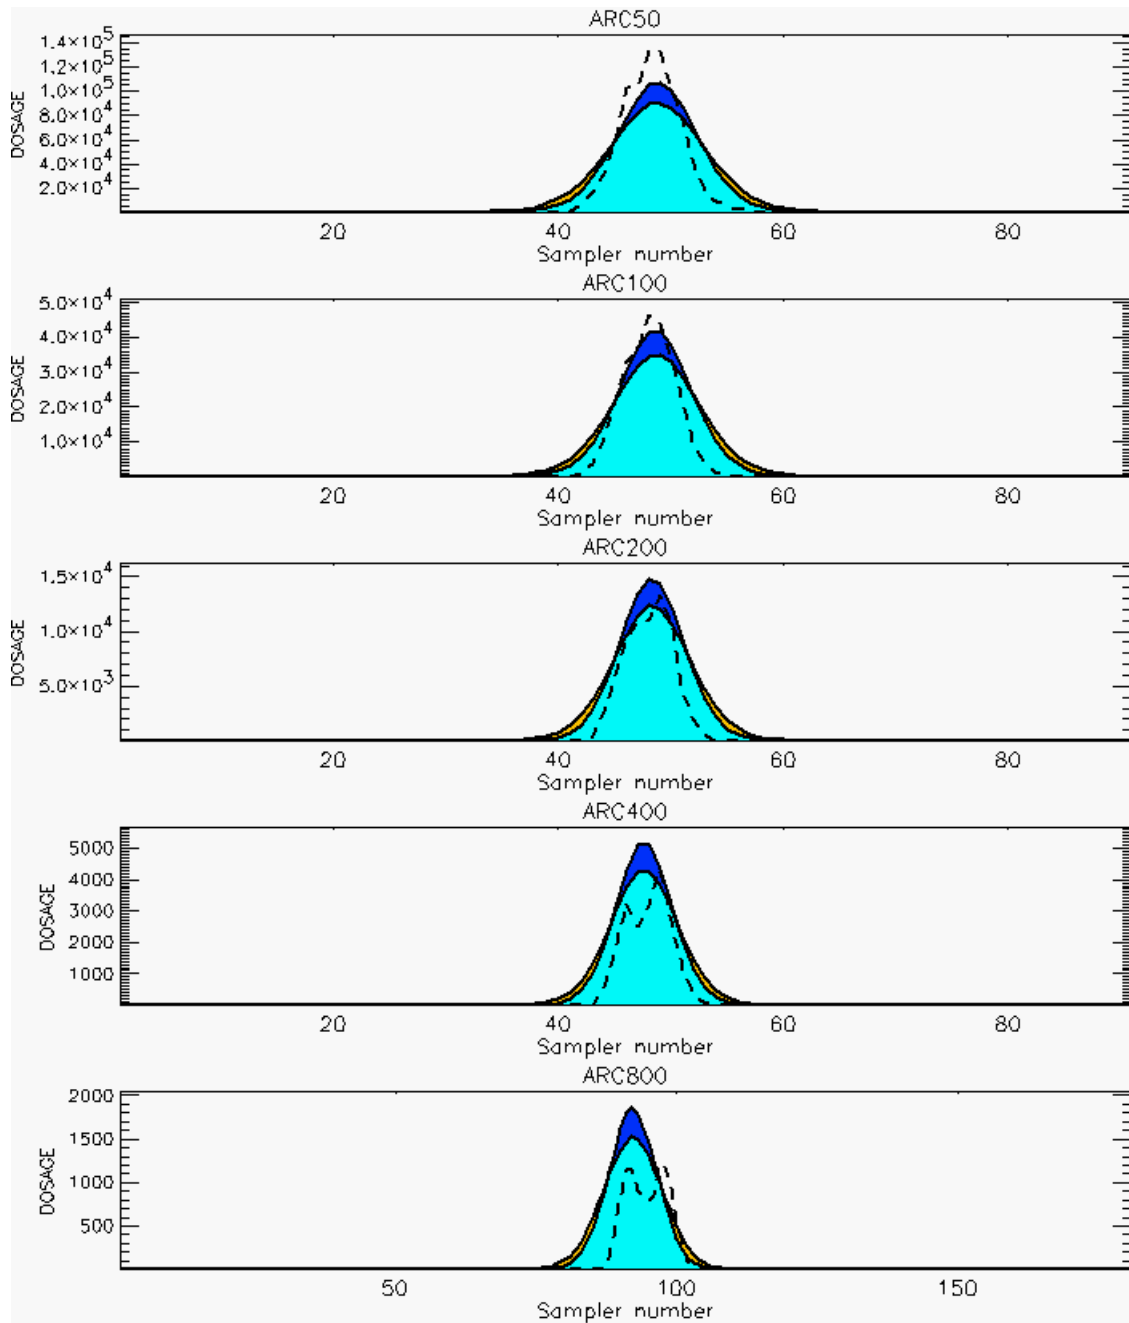 ARC50
1.4×10^5
1.2×10^5
1.0×10^5
8.0×10^4
6.0×10^4
4.0×10^4
2.0×10^4
DOSAGE
20 40 60 80
Sampler number
ARC100
5.0×10^4
4.0×10^4
3.0×10^4
2.0×10^4
1.0×10^4
DOSAGE
20 40 60 80
Sampler number
ARC200
1.5×10^4
1.0×10^4
5.0×10^3
DOSAGE
20 40 60 80
Sampler number
ARC400
5000
4000
3000
2000
1000
DOSAGE
20 40 60 80
Sampler number
ARC800
2000
1500
1000
500
DOSAGE
50 100 150
Sampler number